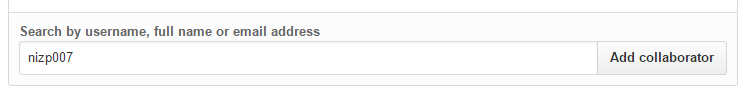 Search by username, full name or email address
nizp007
Add collaborator